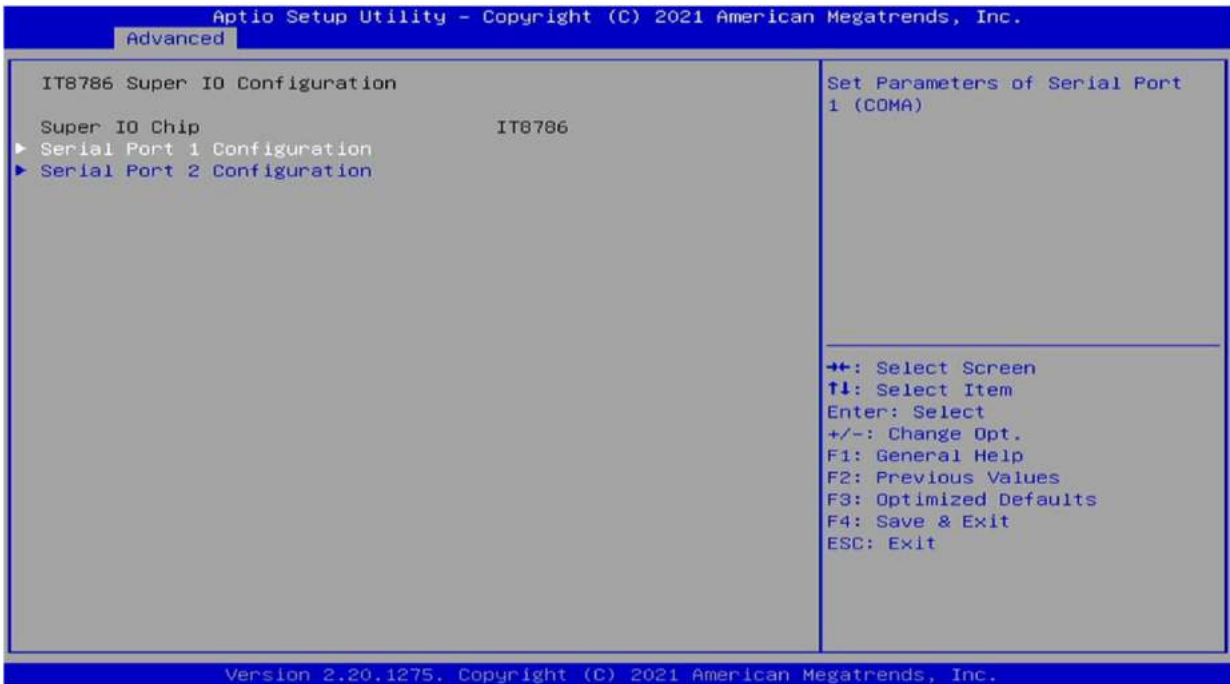 Aptio Setup Utility – Copyright (C) 2021 American Megatrends, Inc.
Advanced
IT8786 Super IO Configuration
Super IO Chip IT8786
► Serial Port 1 Configuration
► Serial Port 2 Configuration
Set Parameters of Serial Port
1 (COMA)
→←: Select Screen
↑↓: Select Item
Enter: Select
+/-: Change Opt.
F1: General Help
F2: Previous Values
F3: Optimized Defaults
F4: Save & Exit
ESC: Exit
Version 2.20.1275. Copyright (C) 2021 American Megatrends, Inc.